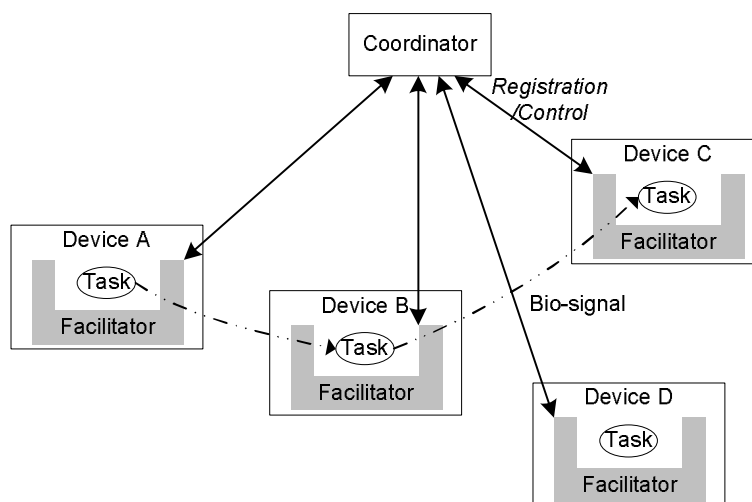 Coordinator
Registration
/Control
Device C
Task
Facilitator
Device A
Task
Facilitator
Device B
Task
Facilitator
Bio-signal
Device D
Task
Facilitator